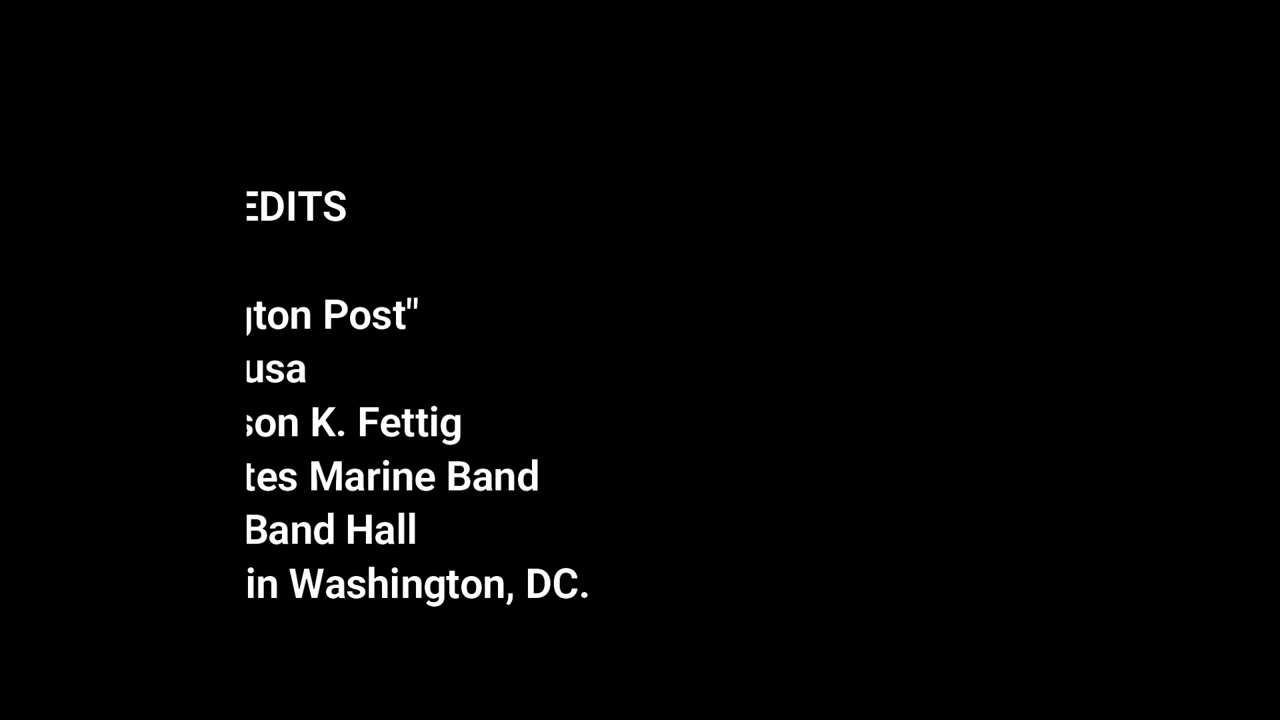 EDITS
gton Post"
usa
son K. Fettig
tes Marine Band
Band Hall
in Washington, DC.